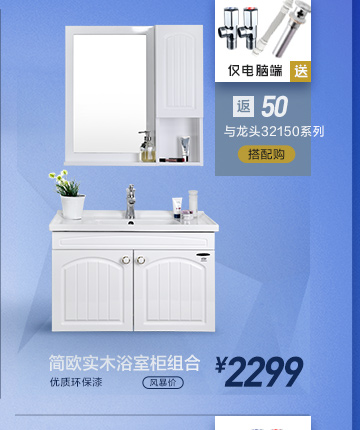 仅电脑端 送
返 50
与龙头32150系列
搭配购
简欧实木浴室柜组合
优质环保漆 风暴价
¥2299